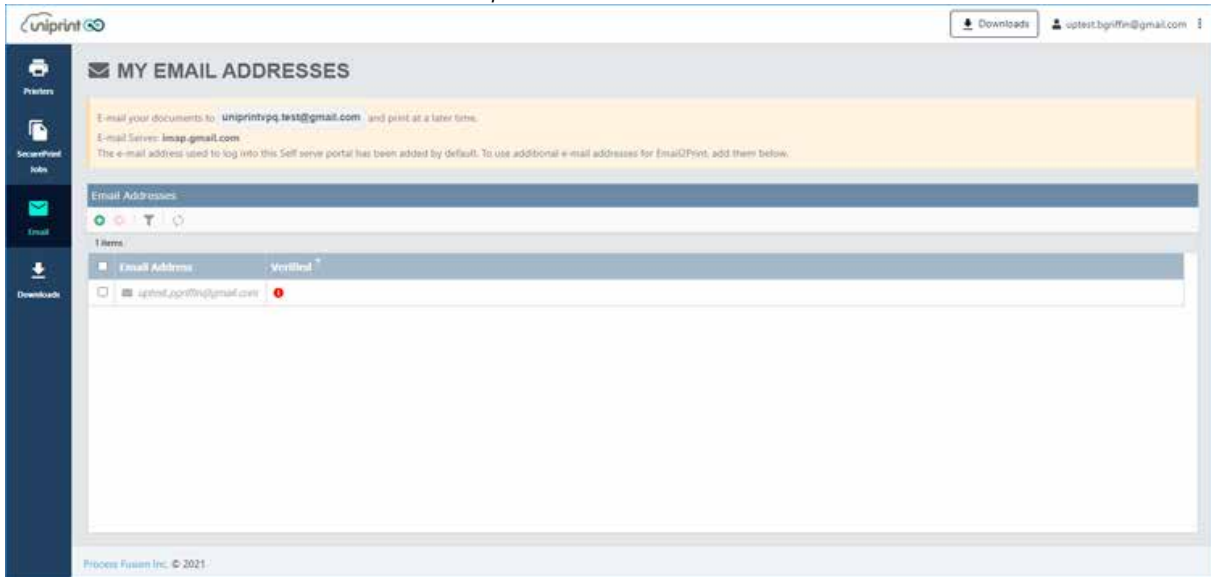 uniprint
Downloads
uptest.bgriffin@gmail.com
Printers
SecurePrint
Jobs
Email
Downloads
MY EMAIL ADDRESSES
E-mail your documents to uniprintvpq.test@gmail.com and print at a later time.
E-mail Server: imap.gmail.com
The e-mail address used to log into this Self serve portal has been added by default. To use additional e-mail addresses for Email2Print, add them below.
Email Addresses
1 items
Email Address Verified
uptest.pgriffin@gmail.com
Process Fusion Inc. © 2021